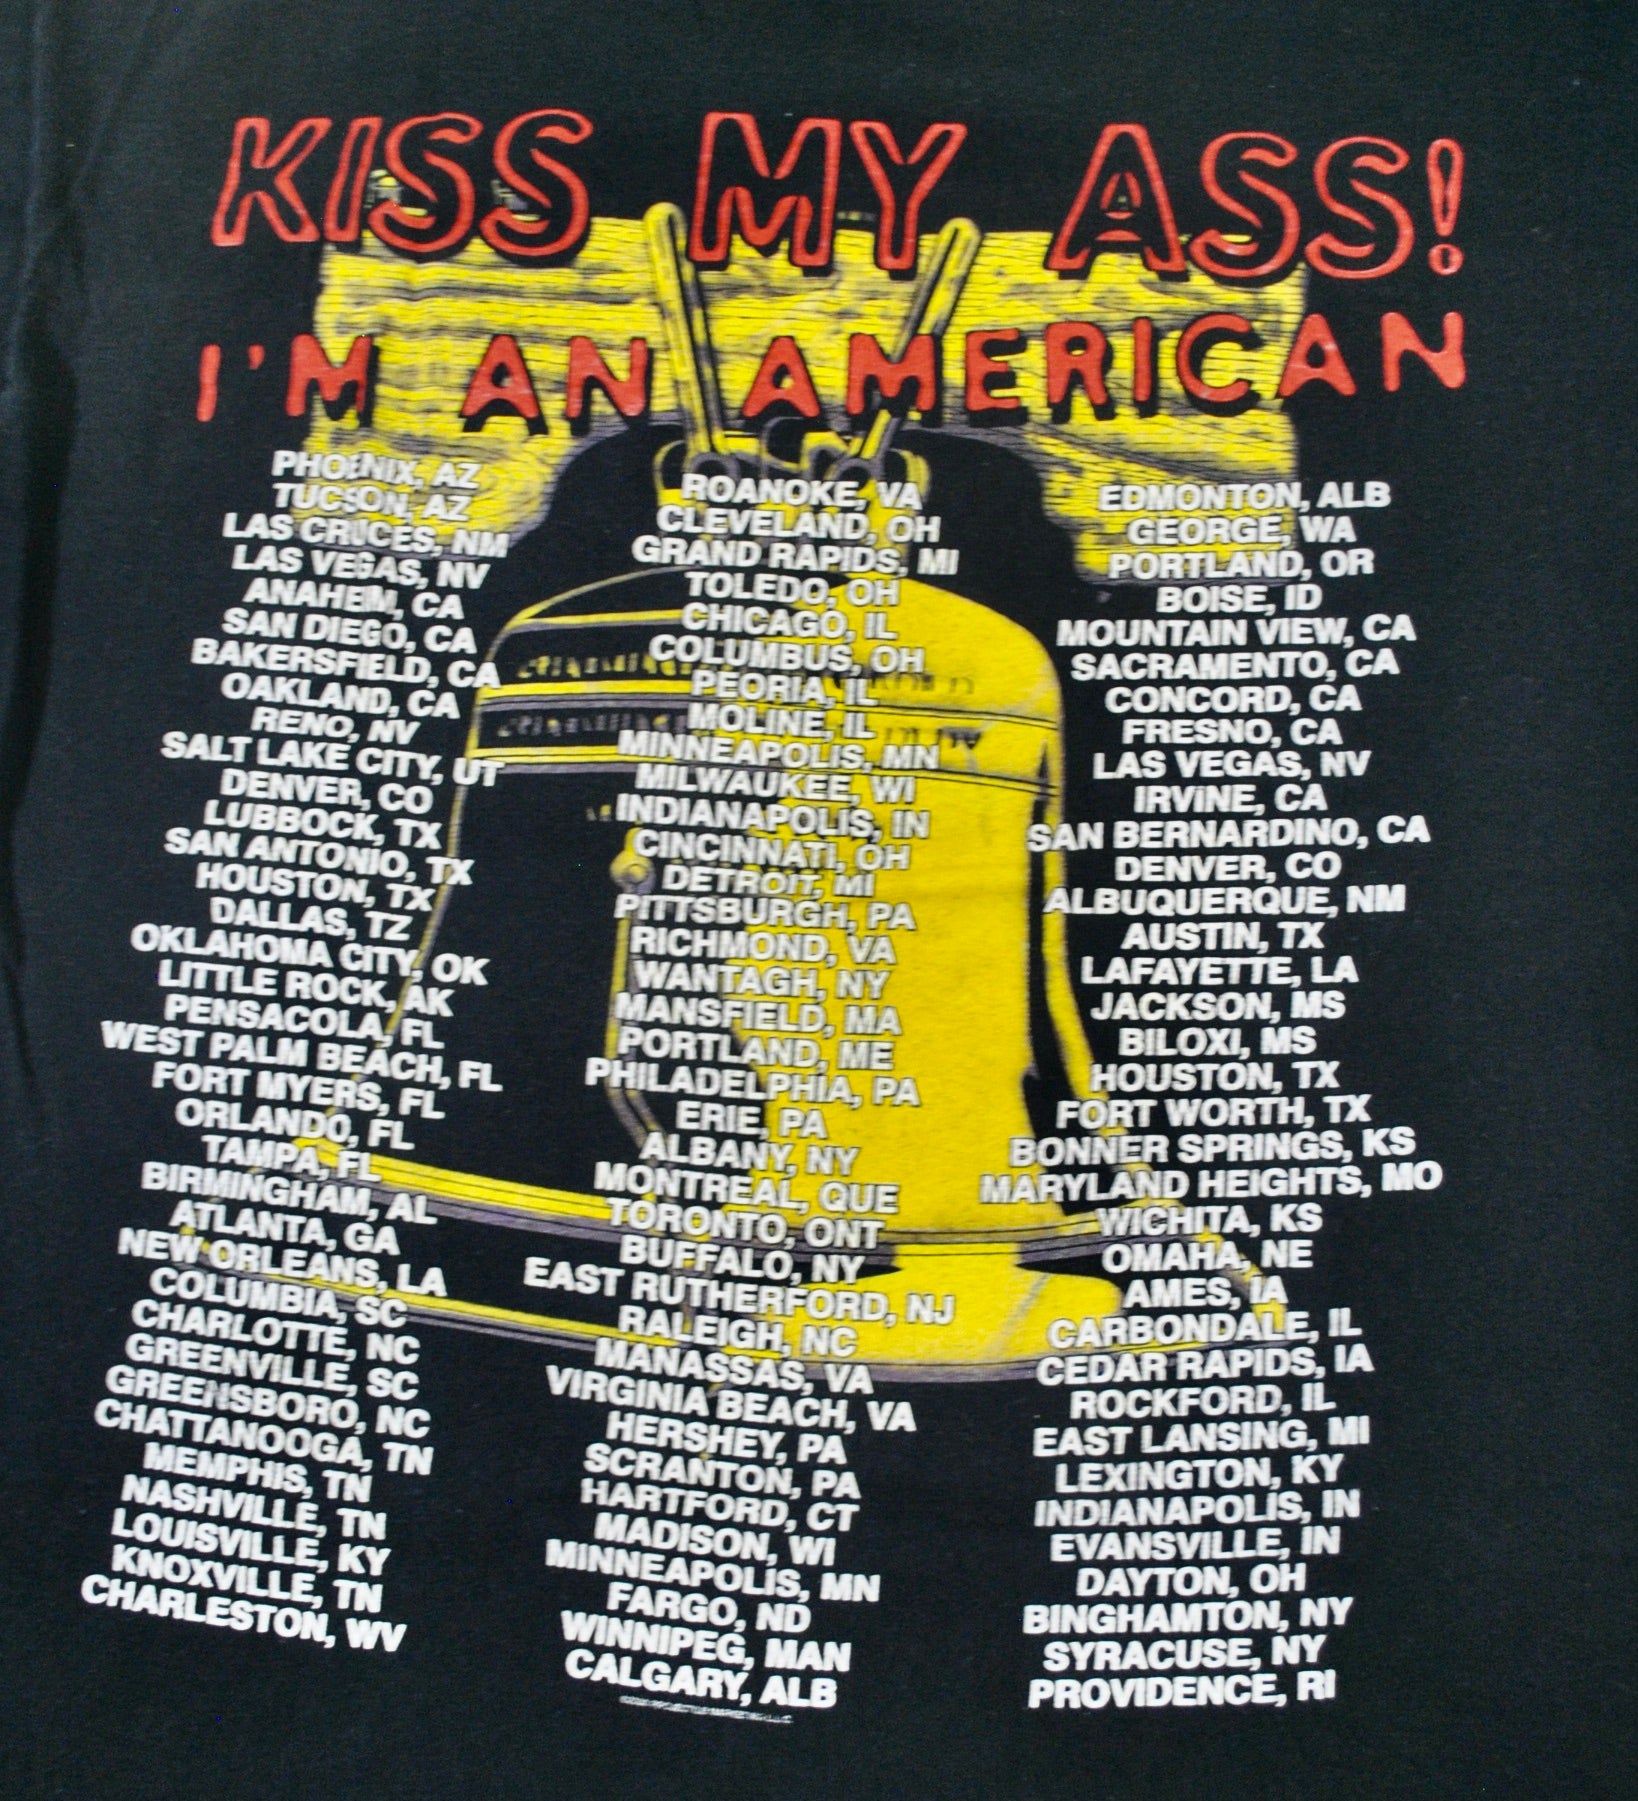 KISS MY ASS!
I'M AN AMERICAN
PHOENIX, AZ
TUCSON, AZ
LAS CRUCES, NM
LAS VEGAS, NV
ANAHEIM, CA
SAN DIEGO, CA
BAKERSFIELD, CA
OAKLAND, CA
RENO, NV
SALT LAKE CITY, UT
DENVER, CO
LUBBOCK, TX
SAN ANTONIO, TX
HOUSTON, TX
DALLAS, TZ
OKLAHOMA CITY, OK
LITTLE ROCK, AK
PENSACOLA, FL
WEST PALM BEACH, FL
FORT MYERS, FL
ORLANDO, FL
TAMPA, FL
BIRMINGHAM, AL
ATLANTA, GA
NEW ORLEANS, LA
COLUMBIA, SC
CHARLOTTE, NC
GREENVILLE, SC
GREENSBORO, NC
CHATTANOOGA, TN
MEMPHIS, TN
NASHVILLE, TN
LOUISVILLE, KY
KNOXVILLE, TN
CHARLESTON, WV
ROANOKE, VA
CLEVELAND, OH
GRAND RAPIDS, MI
TOLEDO, OH
CHICAGO, IL
COLUMBUS, OH
PEORIA, IL
MOLINE, IL
MINNEAPOLIS, MN
MILWAUKEE, WI
INDIANAPOLIS, IN
CINCINNATI, OH
DETROIT, MI
PITTSBURGH, PA
RICHMOND, VA
WANTAGH, NY
MANSFIELD, MA
PORTLAND, ME
PHILADELPHIA, PA
ERIE, PA
ALBANY, NY
MONTREAL, QUE
TORONTO, ONT
BUFFALO, NY
EAST RUTHERFORD, NJ
RALEIGH, NC
MANASSAS, VA
VIRGINIA BEACH, VA
HERSHEY, PA
SCRANTON, PA
HARTFORD, CT
MADISON, WI
MINNEAPOLIS, MN
FARGO, ND
WINNIPEG, MAN
CALGARY, ALB
EDMONTON, ALB
GEORGE, WA
PORTLAND, OR
BOISE, ID
MOUNTAIN VIEW, CA
SACRAMENTO, CA
CONCORD, CA
FRESNO, CA
LAS VEGAS, NV
IRVINE, CA
SAN BERNARDINO, CA
DENVER, CO
ALBUQUERQUE, NM
AUSTIN, TX
LAFAYETTE, LA
JACKSON, MS
BILOXI, MS
HOUSTON, TX
FORT WORTH, TX
BONNER SPRINGS, KS
MARYLAND HEIGHTS, MO
WICHITA, KS
OMAHA, NE
AMES, IA
CARBONDALE, IL
CEDAR RAPIDS, IA
ROCKFORD, IL
EAST LANSING, MI
LEXINGTON, KY
INDIANAPOLIS, IN
EVANSVILLE, IN
DAYTON, OH
BINGHAMTON, NY
SYRACUSE, NY
PROVIDENCE, RI